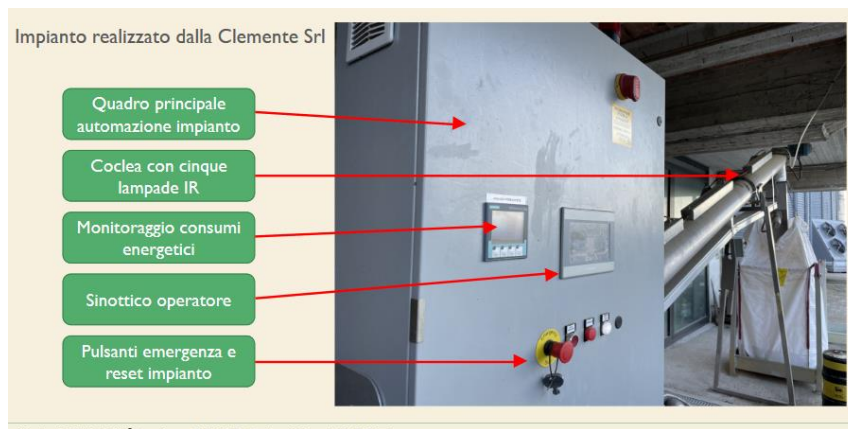 Impianto realizzato dalla Clemente Srl
Quadro principale
automazione impianto
Coclea con cinque
lampade IR
Monitoraggio consumi
energetici
Sinottico operatore
Pulsanti emergenza e
reset impianto